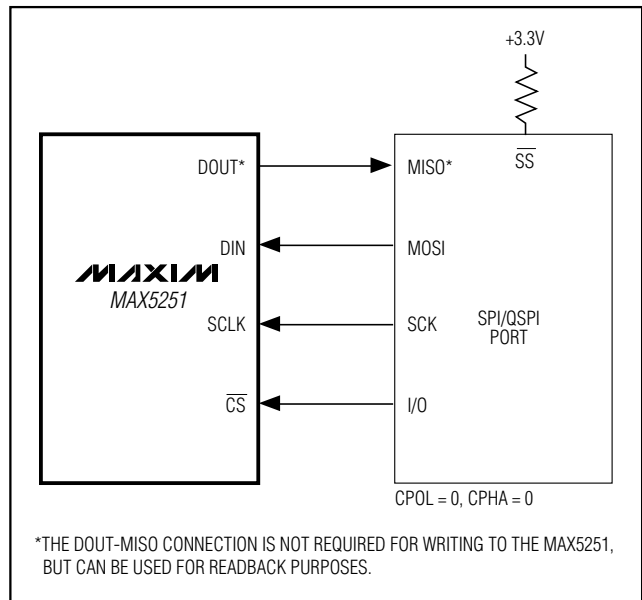 +3.3V
DOUT*
MISO*
SS
DIN
MOSI
MAXIM
MAX5251
SCLK
SCK
SPI/QSPI
PORT
CS
I/O
CPOL = 0, CPHA = 0
*THE DOUT-MISO CONNECTION IS NOT REQUIRED FOR WRITING TO THE MAX5251,
BUT CAN BE USED FOR READBACK PURPOSES.